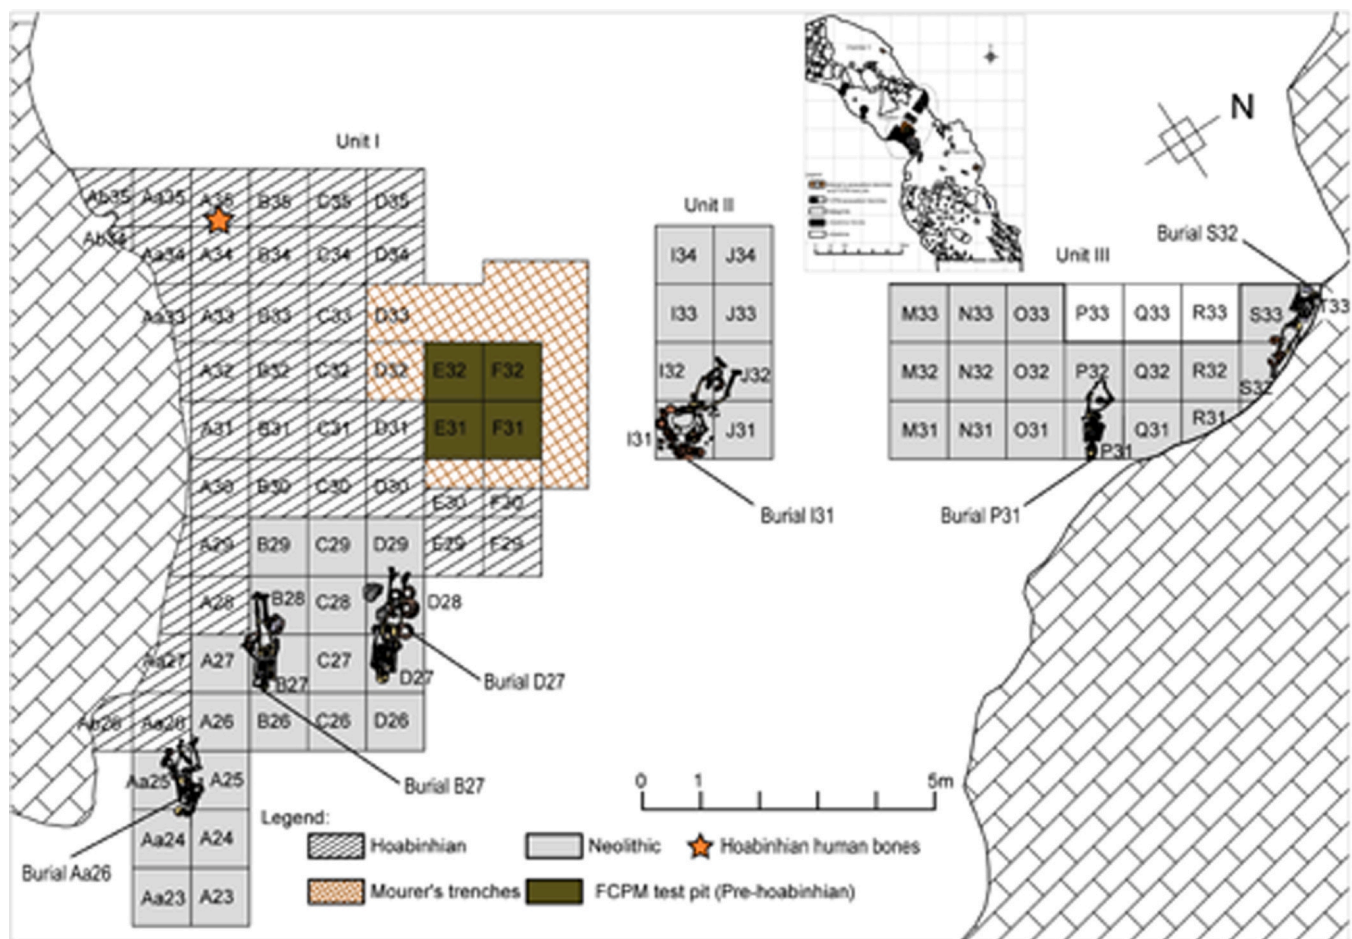 Unit I
Unit II
Unit III
N
Burial S32
Ab35 Aa35 A35 B35 C35 D35
Ab34 Aa34 A34 B34 C34 D34
Aa33 A33 B33 C33 D33
A32 B32 C32 D32 E32 F32
A31 B31 C31 D31 E31 F31
A30 B30 C30 D30 E30 F30
A29 B29 C29 D29 E29 F29
A28 B28 C28 D28
Aa27 A27 B27 C27 D27
Ab26 Aa26 A26 B26 C26 D26
Aa25 A25
Aa24 A24
Aa23 A23
I34 J34
I33 J33
I32 J32
I31 J31
M33 N33 O33 P33 Q33 R33 S33 T33
M32 N32 O32 P32 Q32 R32 S32
M31 N31 O31 P31 Q31 R31
Burial I31
Burial P31
Burial D27
Burial B27
Burial Aa26
0 1 5m
Legend:
Hoabinhian
Neolithic
Hoabinhian human bones
Mourer's trenches
FCPM test pit (Pre-hoabinhian)